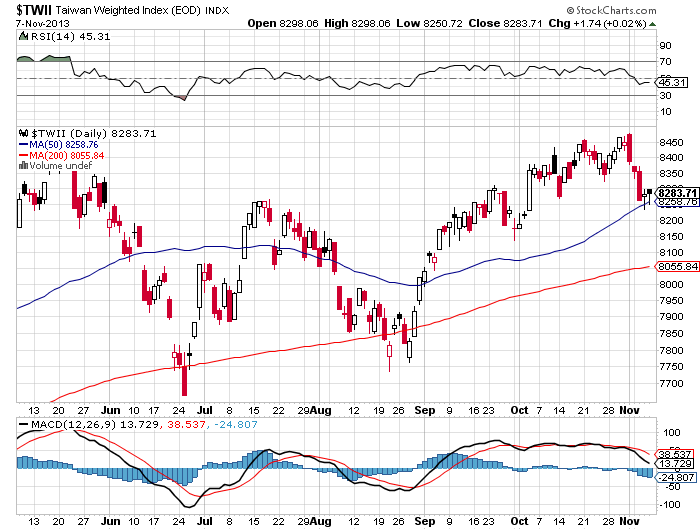 $TWII Taiwan Weighted Index (EOD) INDX
© StockCharts.com
7-Nov-2013
Open 8298.06 High 8298.06 Low 8250.72 Close 8283.71 Chg +1.74 (+0.02%)
RSI(14) 45.31
90
70
50
45.31
30
10
$TWII (Daily) 8283.71
MA(50) 8258.76
MA(200) 8055.84
Volume undef
8450
8400
8350
8300
8283.71
8258.76
8055.84
8000
7950
7900
7850
7800
7750
7700
13 20 27 Jun 10 17 24 Jul 8 15 22 Aug 12 19 26 Sep 9 16 23 Oct 7 14 21 28 Nov
MACD(12,26,9) 13.729, 38.537, -24.807
100
50
38.537
13.729
-24.807
-50
-100
13 20 27 Jun 10 17 24 Jul 8 15 22 Aug 12 19 26 Sep 9 16 23 Oct 7 14 21 28 Nov